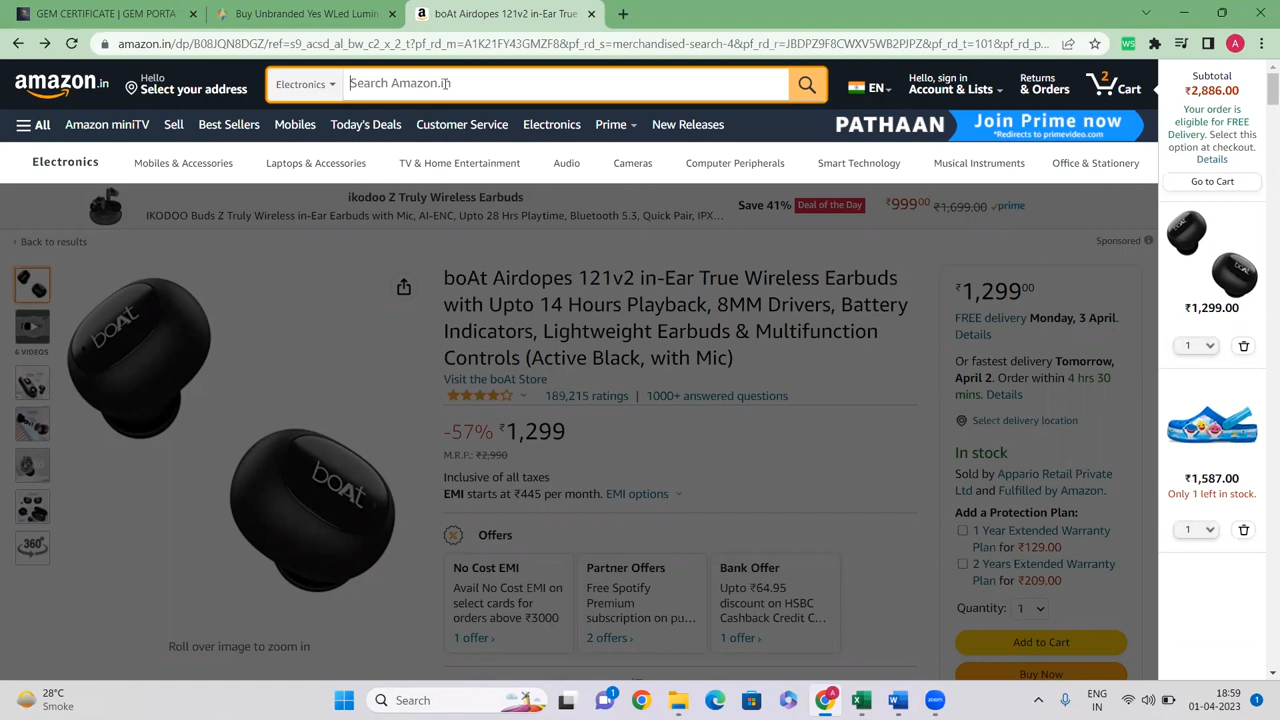 GEM CERTIFICATE | GEM PORTA
Buy Unbranded Yes WLed Lumin
boAt Airdopes 121v2 in-Ear True
amazon.in/dp/B08JQN8DGZ/ref=s9_acsd_al_bw_c2_x_2_t?pf_rd_m=A1K21FY43GMZF8&pf_rd_s=merchandised-search-4&pf_rd_r=JBDPZ9F8CWXV5WB2PJPZ&pf_rd_t=101&pf_rd_p...
WS
A
amazon.in
Hello
Select your address
Electronics
Search Amazon.in
EN
Hello, sign in
Account & Lists
Returns
& Orders
2
Cart
All
Amazon miniTV
Sell
Best Sellers
Mobiles
Today's Deals
Customer Service
Electronics
Prime
New Releases
PATHAAN
Join Prime now
*Redirects to primevideo.com
Electronics
Mobiles & Accessories
Laptops & Accessories
TV & Home Entertainment
Audio
Cameras
Computer Peripherals
Smart Technology
Musical Instruments
Office & Stationery
ikodoo Z Truly Wireless Earbuds
IKODOO Buds Z Truly Wireless in-Ear Earbuds with Mic, AI-ENC, Upto 28 Hrs Playtime, Bluetooth 5.3, Quick Pair, IPX...
Save 41%
Deal of the Day
₹99900 ₹1,699.00 prime
‹ Back to results
Sponsored
6 VIDEOS
360°
boAt
boAt
Roll over image to zoom in
boAt Airdopes 121v2 in-Ear True Wireless Earbuds
with Upto 14 Hours Playback, 8MM Drivers, Battery
Indicators, Lightweight Earbuds & Multifunction
Controls (Active Black, with Mic)
Visit the boAt Store
189,215 ratings | 1000+ answered questions
-57% ₹1,299
M.R.P.: ₹2,990
Inclusive of all taxes
EMI starts at ₹445 per month. EMI options
Offers
No Cost EMI
Avail No Cost EMI on
select cards for
orders above ₹3000
1 offer ›
Partner Offers
Free Spotify
Premium
subscription on pu...
2 offers ›
Bank Offer
Upto ₹64.95
discount on HSBC
Cashback Credit C...
1 offer ›
₹1,29900
FREE delivery Monday, 3 April.
Details
Or fastest delivery Tomorrow,
April 2. Order within 4 hrs 30
mins. Details
Select delivery location
In stock
Sold by Appario Retail Private
Ltd and Fulfilled by Amazon.
Add a Protection Plan:
1 Year Extended Warranty
Plan for ₹129.00
2 Years Extended Warranty
Plan for ₹209.00
Quantity: 1
Add to Cart
Buy Now
Subtotal
₹2,886.00
Your order is
eligible for FREE
Delivery. Select this
option at checkout.
Details
Go to Cart
₹1,299.00
1
₹1,587.00
Only 1 left in stock.
1
28°C
Smoke
Search
1
ENG
IN
18:59
01-04-2023
1